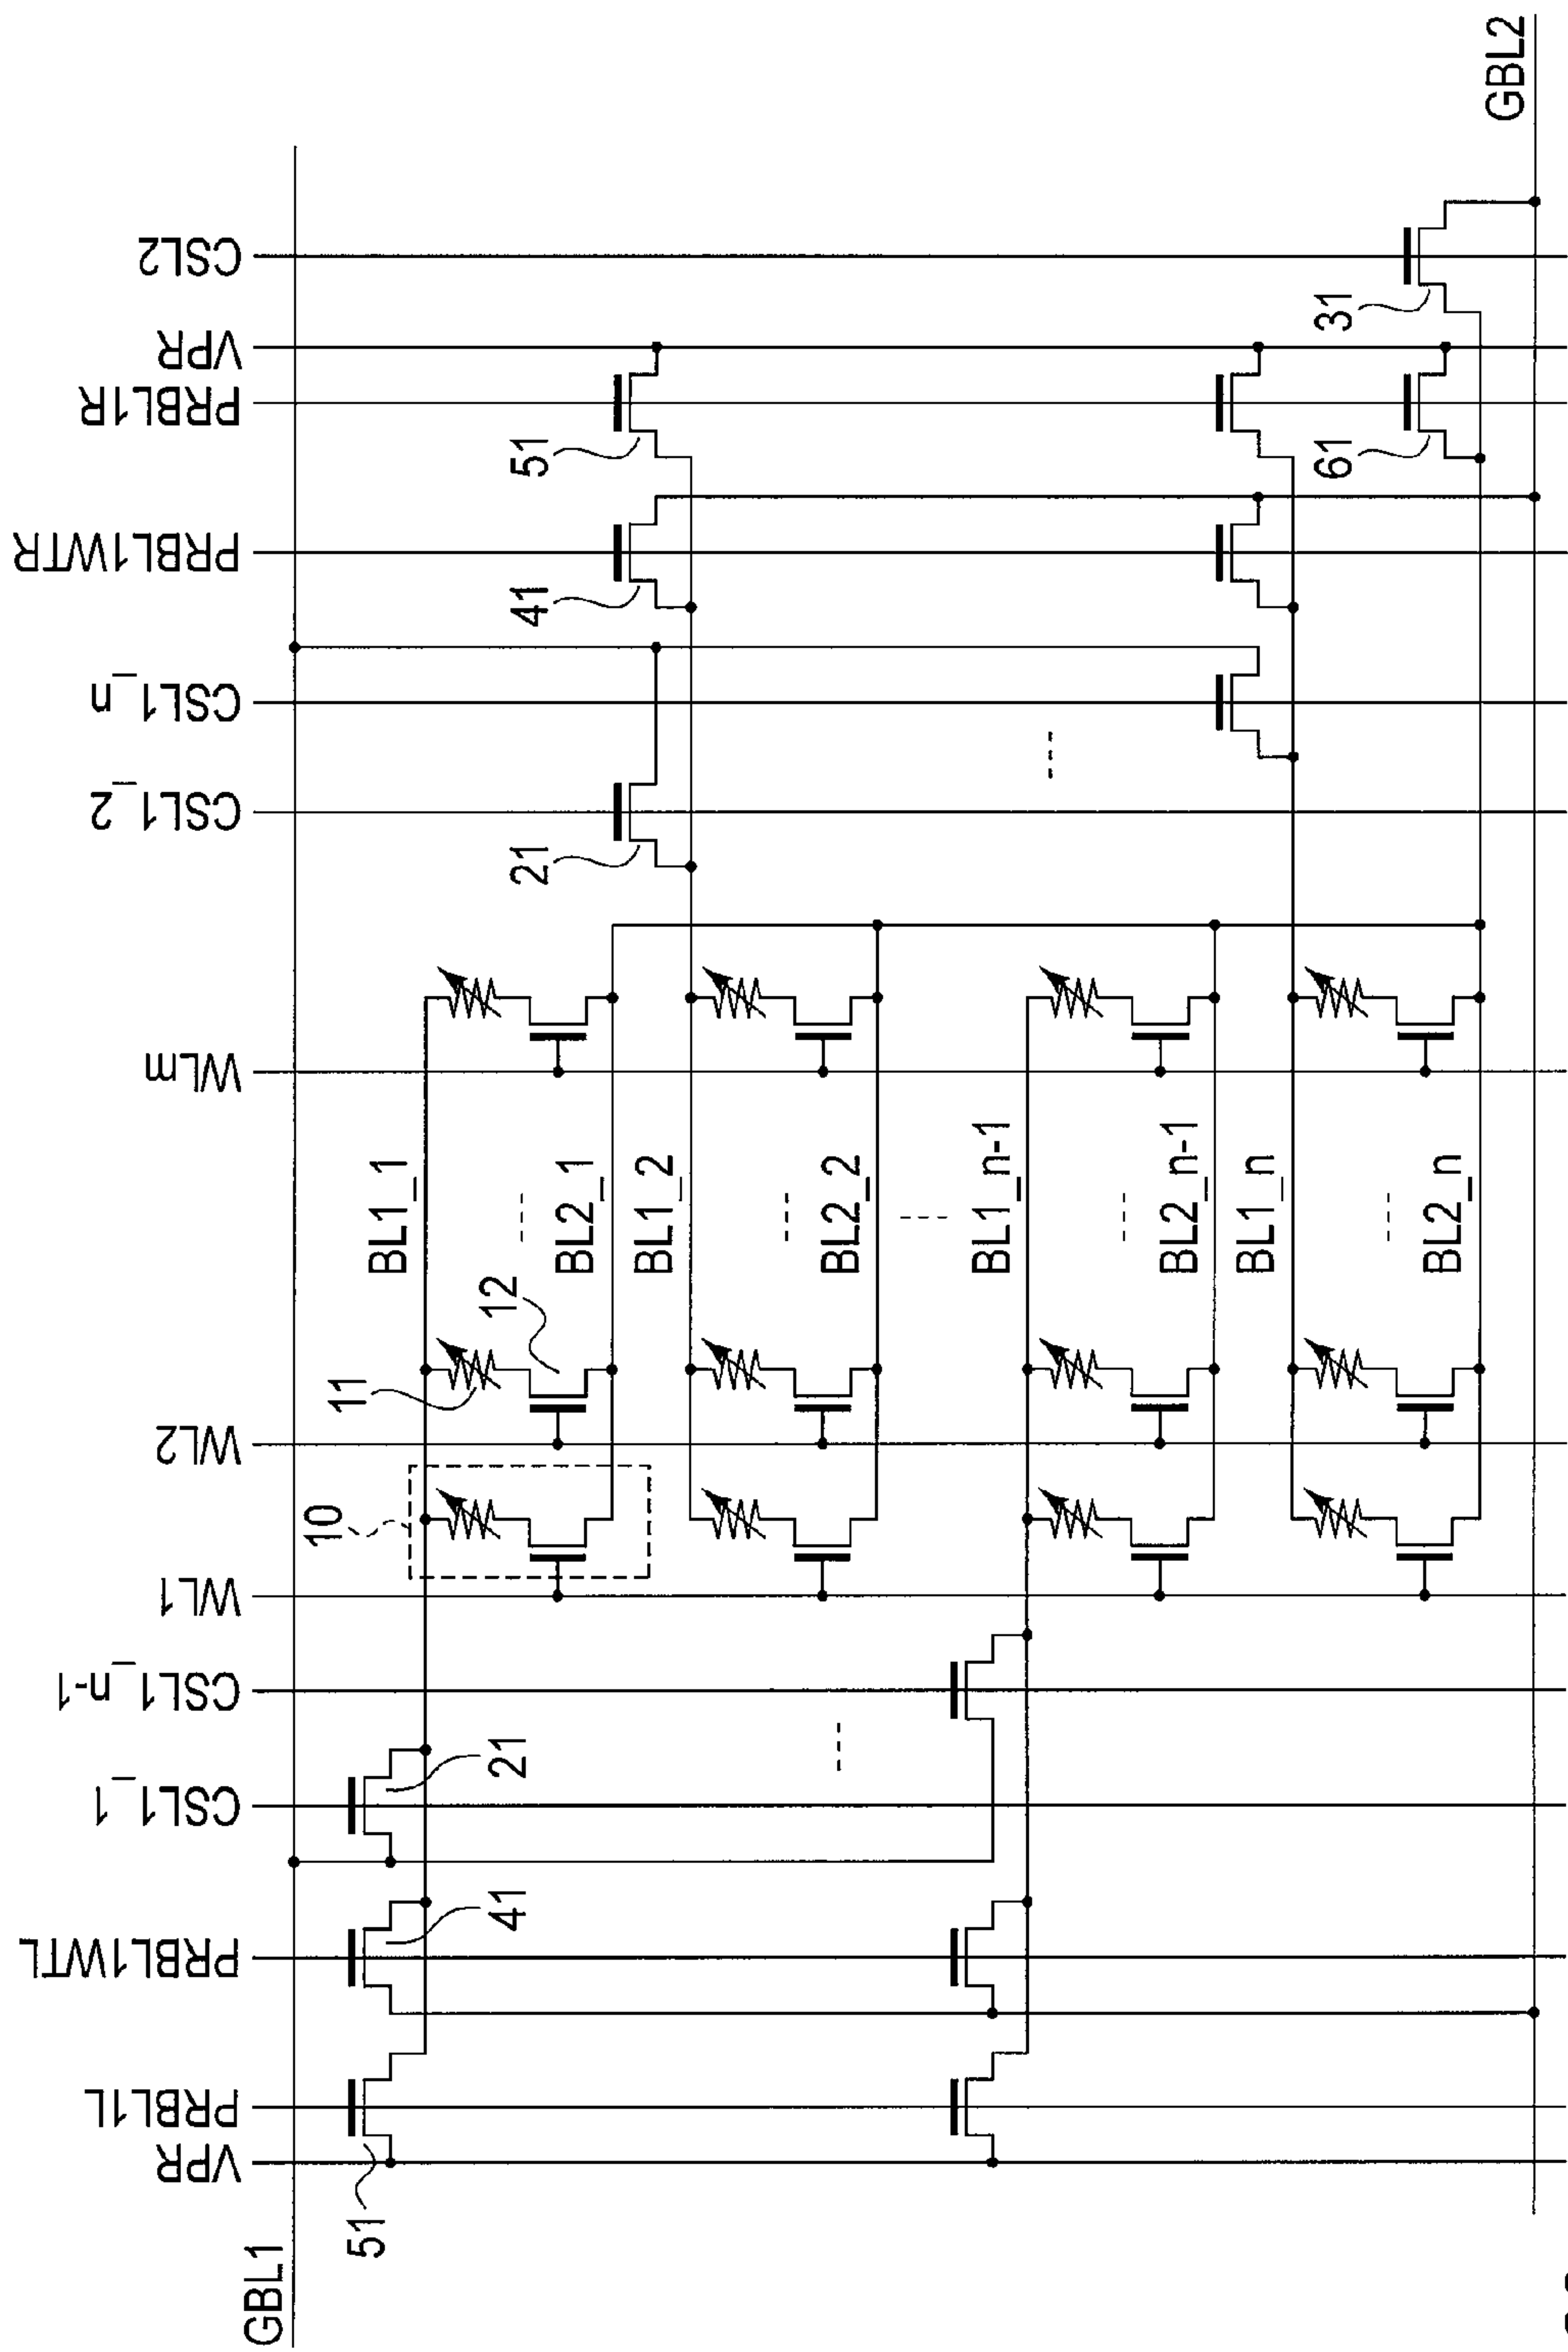 GBL1
VPR
PRBL1L
PRBL1WTL
CSL1_1
CSL1_n-1
WL1
WL2
WLm
CSL1_2
CSL1_n
PRBL1WTR
PRBL1R
VPR
CSL2
51
41
21
10
11
12
BL1_1
BL2_1
BL1_2
BL2_2
BL1_n-1
BL2_n-1
BL1_n
BL2_n
21
41
51
61
31
GBL2